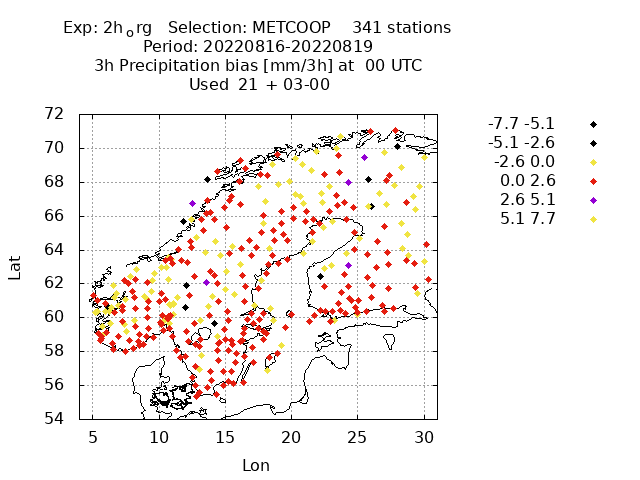 Exp: 2h_org   Selection: METCOOP    341 stations
Period: 20220816-20220819
3h Precipitation bias [mm/3h] at  00 UTC
Used  21 + 03-00
-7.7 -5.1
-5.1 -2.6
-2.6 0.0
0.0 2.6
2.6 5.1
5.1 7.7
72
70
68
66
64
62
60
58
56
54
Lat
5 10 15 20 25 30
Lon